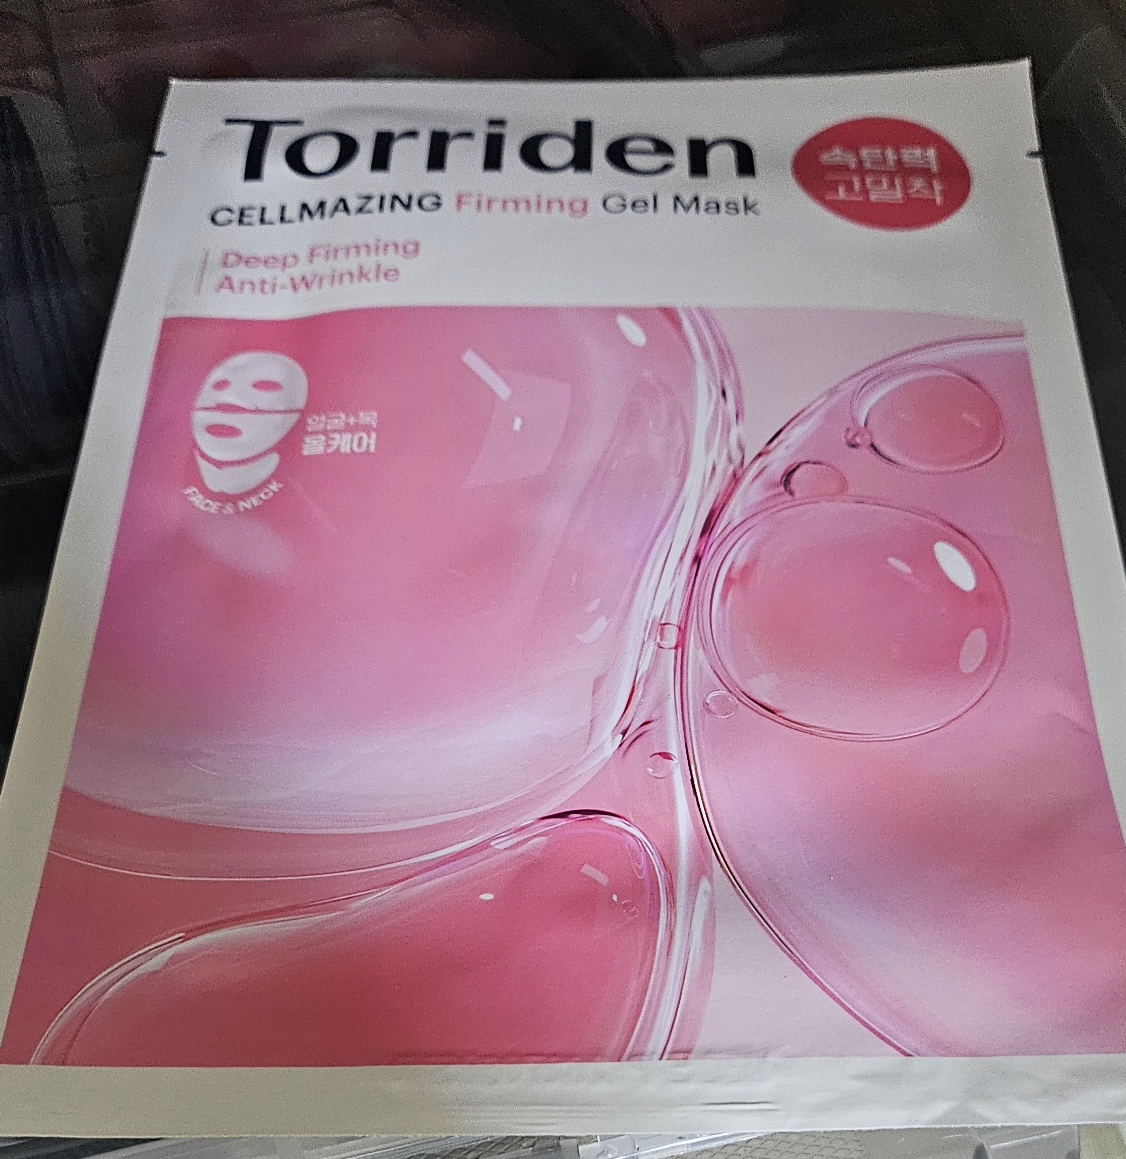 Torriden
속탄력
고밀착
CELLMAZING Firming Gel Mask
Deep Firming
Anti-Wrinkle
얼굴+목
올케어
FACE & NECK